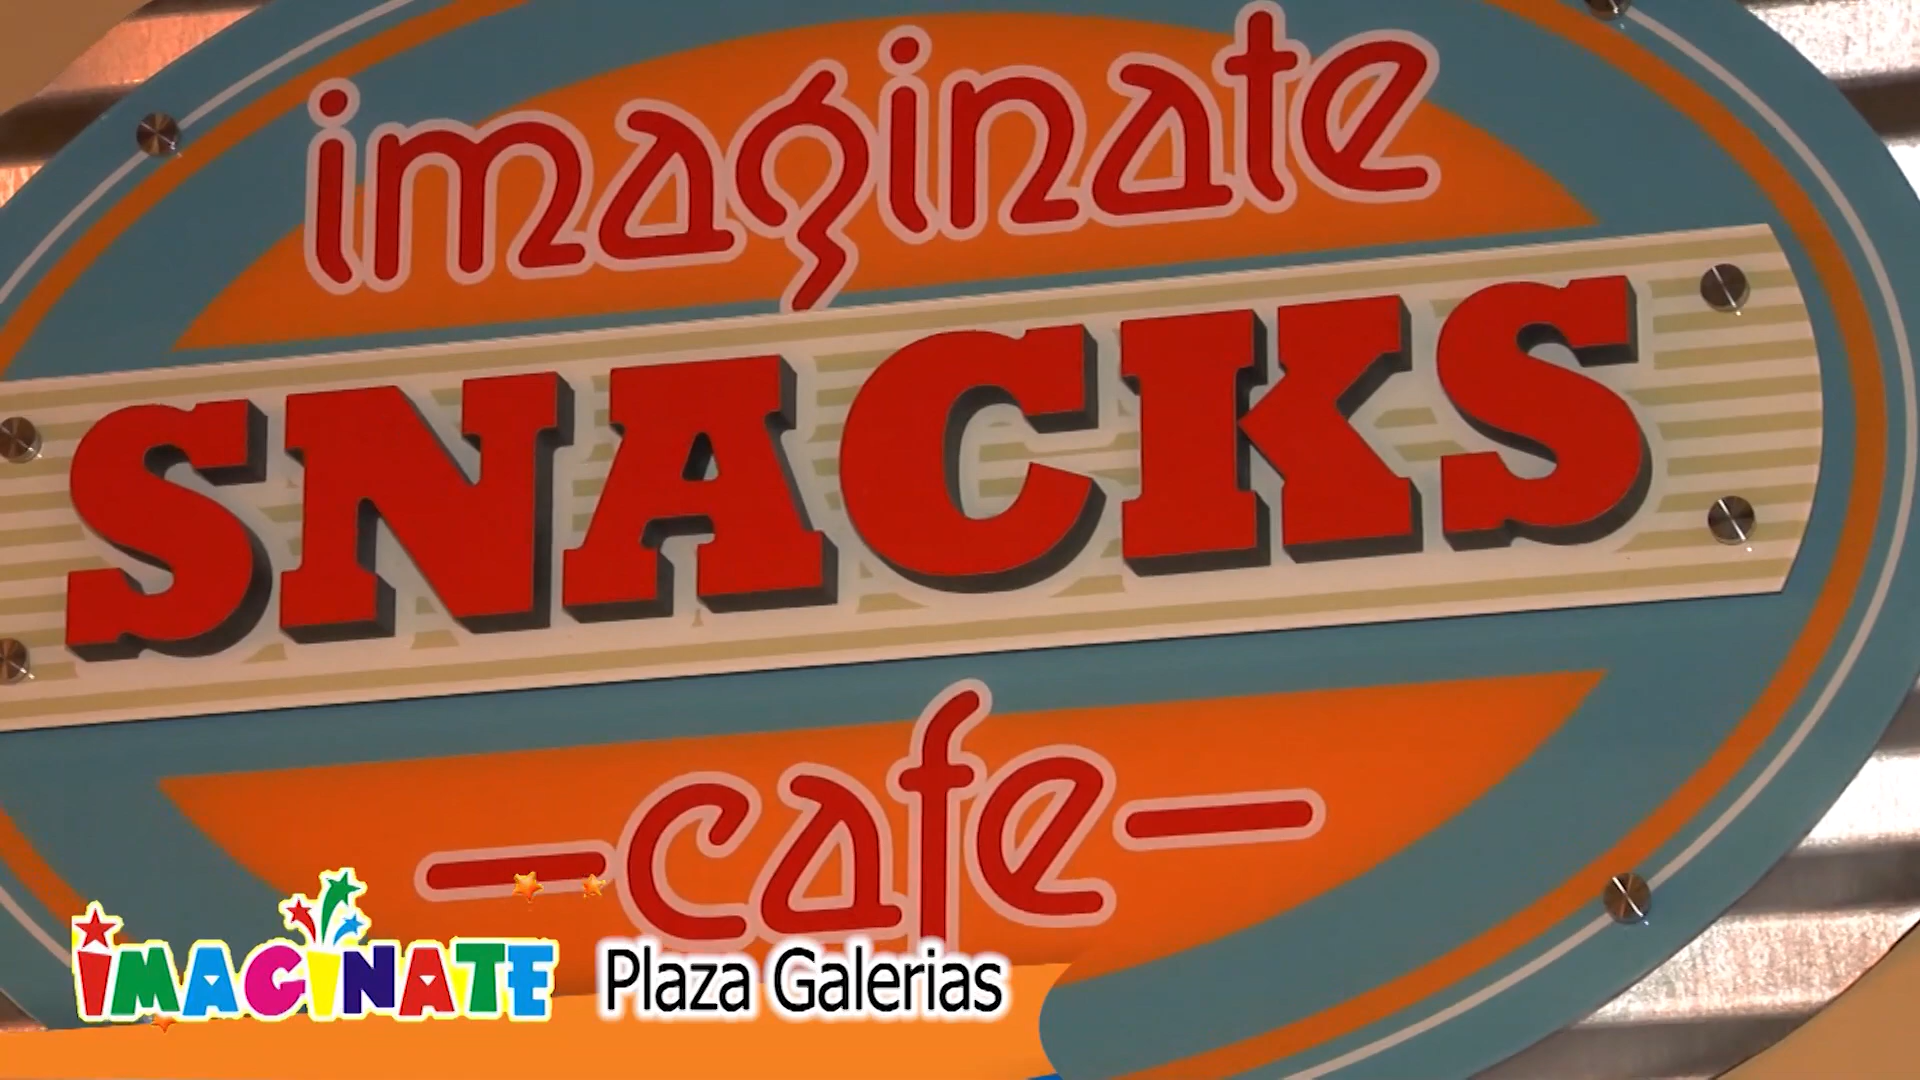 imaginate
SNACKS
-cafe-
iMAGiNATE
Plaza Galerias